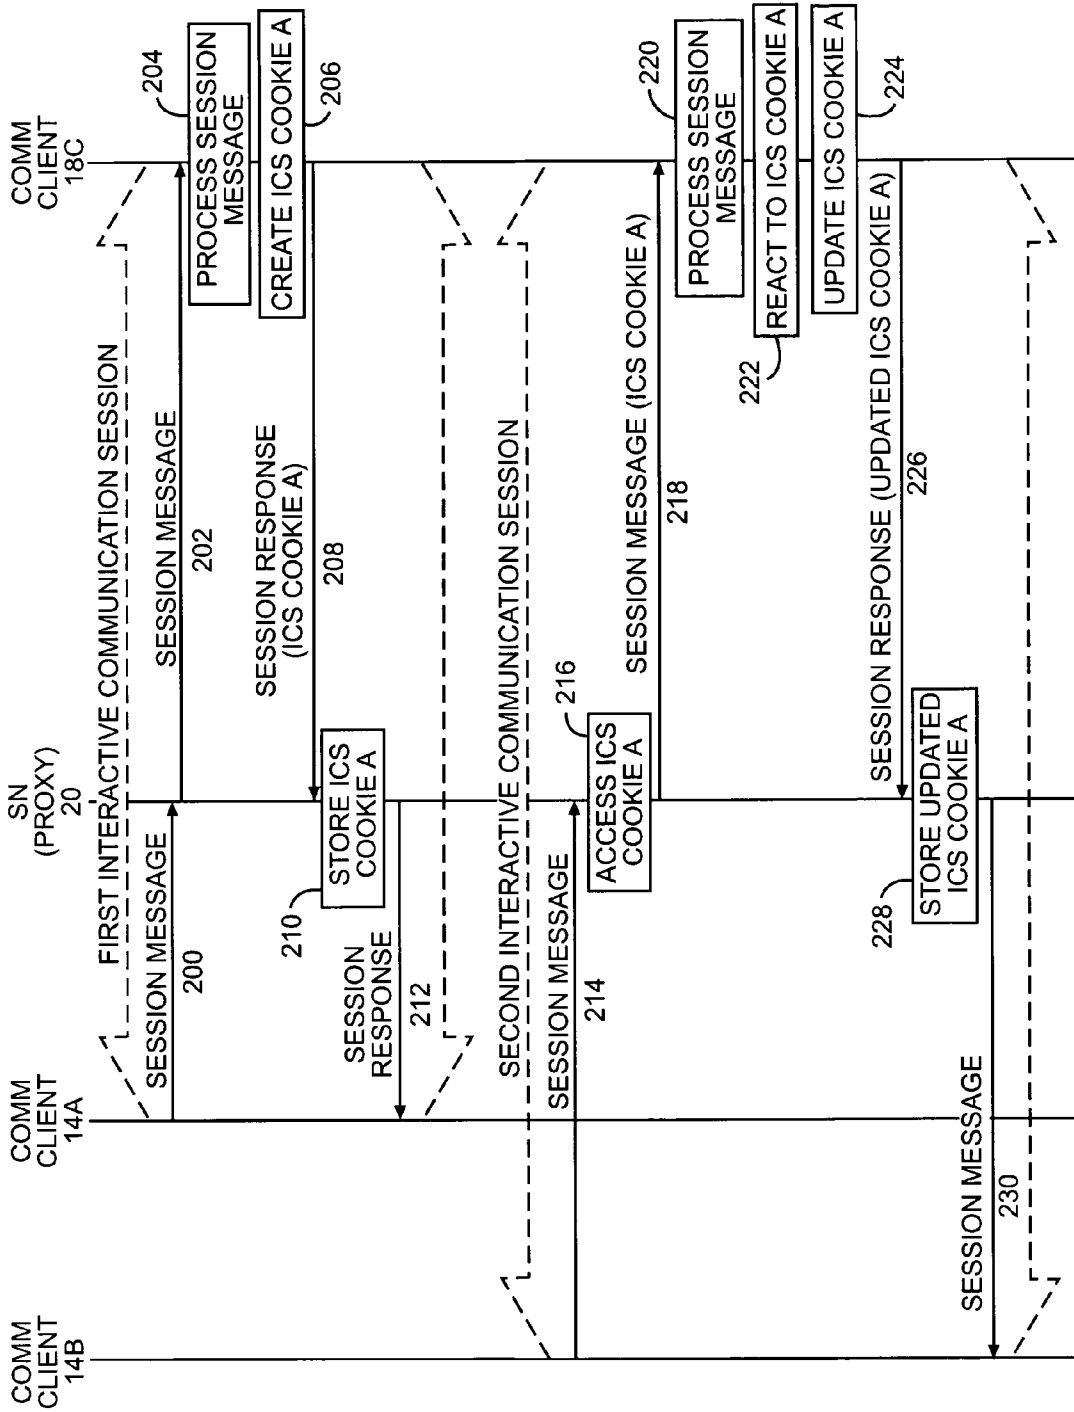 COMM
CLIENT
14B
COMM
CLIENT
14A
SN
(PROXY)
20
COMM
CLIENT
18C
FIRST INTERACTIVE COMMUNICATION SESSION
SESSION MESSAGE
200
SESSION MESSAGE
202
204
PROCESS SESSION
MESSAGE
206
CREATE ICS COOKIE A
SESSION RESPONSE
(ICS COOKIE A)
208
210
STORE ICS
COOKIE A
SESSION
RESPONSE
212
SECOND INTERACTIVE COMMUNICATION SESSION
SESSION MESSAGE
214
216
ACCESS ICS
COOKIE A
SESSION MESSAGE (ICS COOKIE A)
218
220
PROCESS SESSION
MESSAGE
222
REACT TO ICS COOKIE A
UPDATE ICS COOKIE A
224
SESSION RESPONSE (UPDATED ICS COOKIE A)
226
228
STORE UPDATED
ICS COOKIE A
SESSION MESSAGE
230